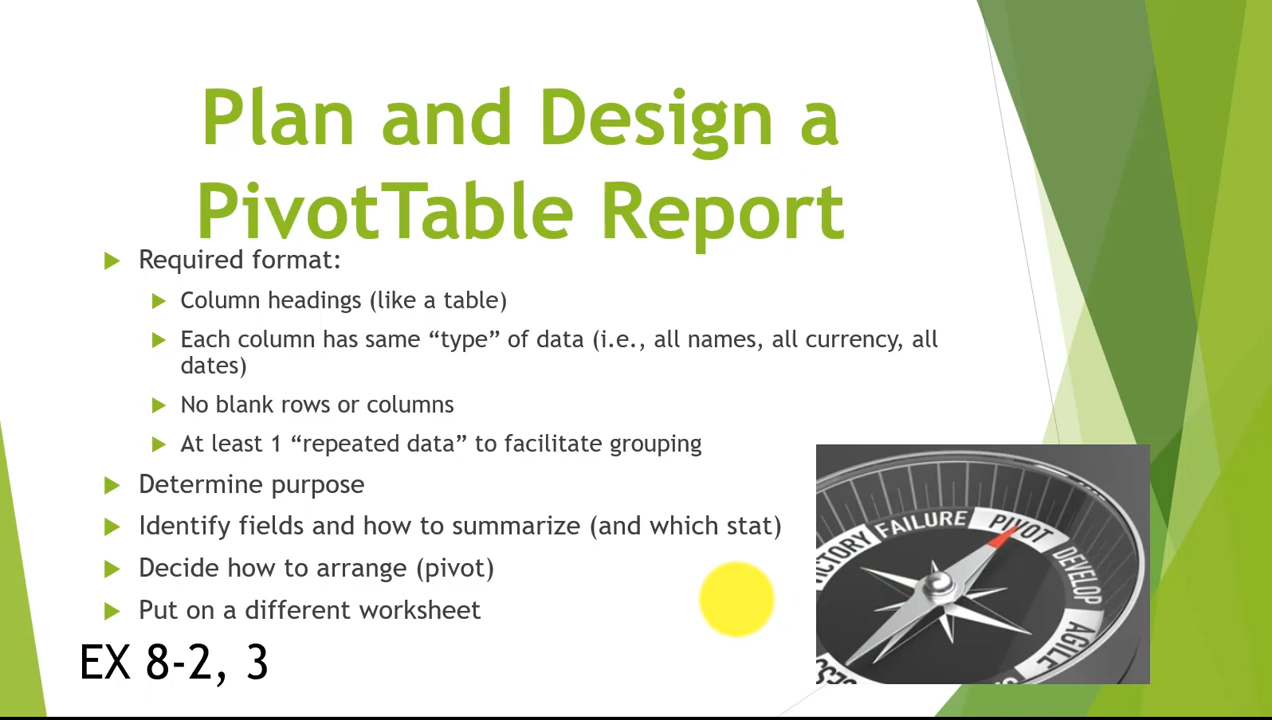 Plan and Design a
PivotTable Report
Required format:
Column headings (like a table)
Each column has same “type” of data (i.e., all names, all currency, all
dates)
No blank rows or columns
At least 1 “repeated data” to facilitate grouping
Determine purpose
Identify fields and how to summarize (and which stat)
Decide how to arrange (pivot)
Put on a different worksheet
EX 8-2, 3
FAILURE
PIVOT
DEVELOP
AGILE